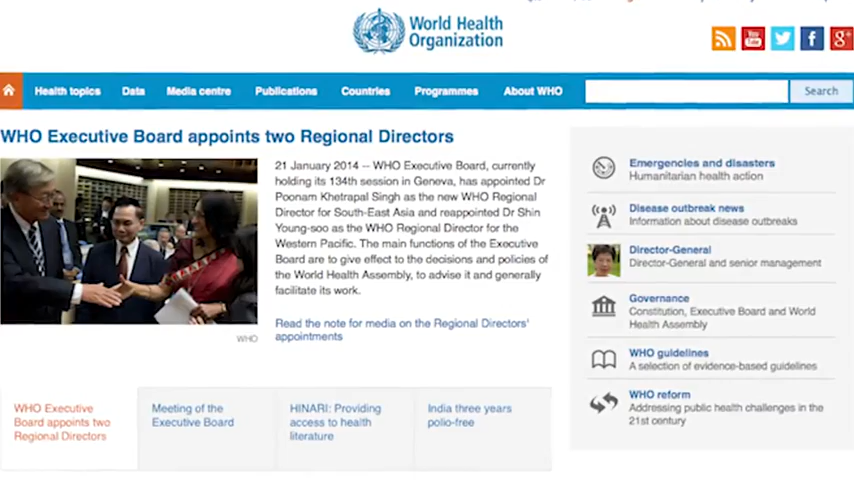 World Health
Organization
You
Tube
f
g+
Health topics
Data
Media centre
Publications
Countries
Programmes
About WHO
Search
WHO Executive Board appoints two Regional Directors
21 January 2014 -- WHO Executive Board, currently
holding its 134th session in Geneva, has appointed Dr
Poonam Khetrapal Singh as the new WHO Regional
Director for South-East Asia and reappointed Dr Shin
Young-soo as the WHO Regional Director for the
Western Pacific. The main functions of the Executive
Board are to give effect to the decisions and policies of
the World Health Assembly, to advise it and generally
facilitate its work.
WHO
Read the note for media on the Regional Directors'
appointments
WHO Executive
Board appoints two
Regional Directors
Meeting of the
Executive Board
HINARI: Providing
access to health
literature
India three years
polio-free
Emergencies and disasters
Humanitarian health action
Disease outbreak news
Information about disease outbreaks
Director-General
Director-General and senior management
Governance
Constitution, Executive Board and World
Health Assembly
WHO guidelines
A selection of evidence-based guidelines
WHO reform
Addressing public health challenges in the
21st century